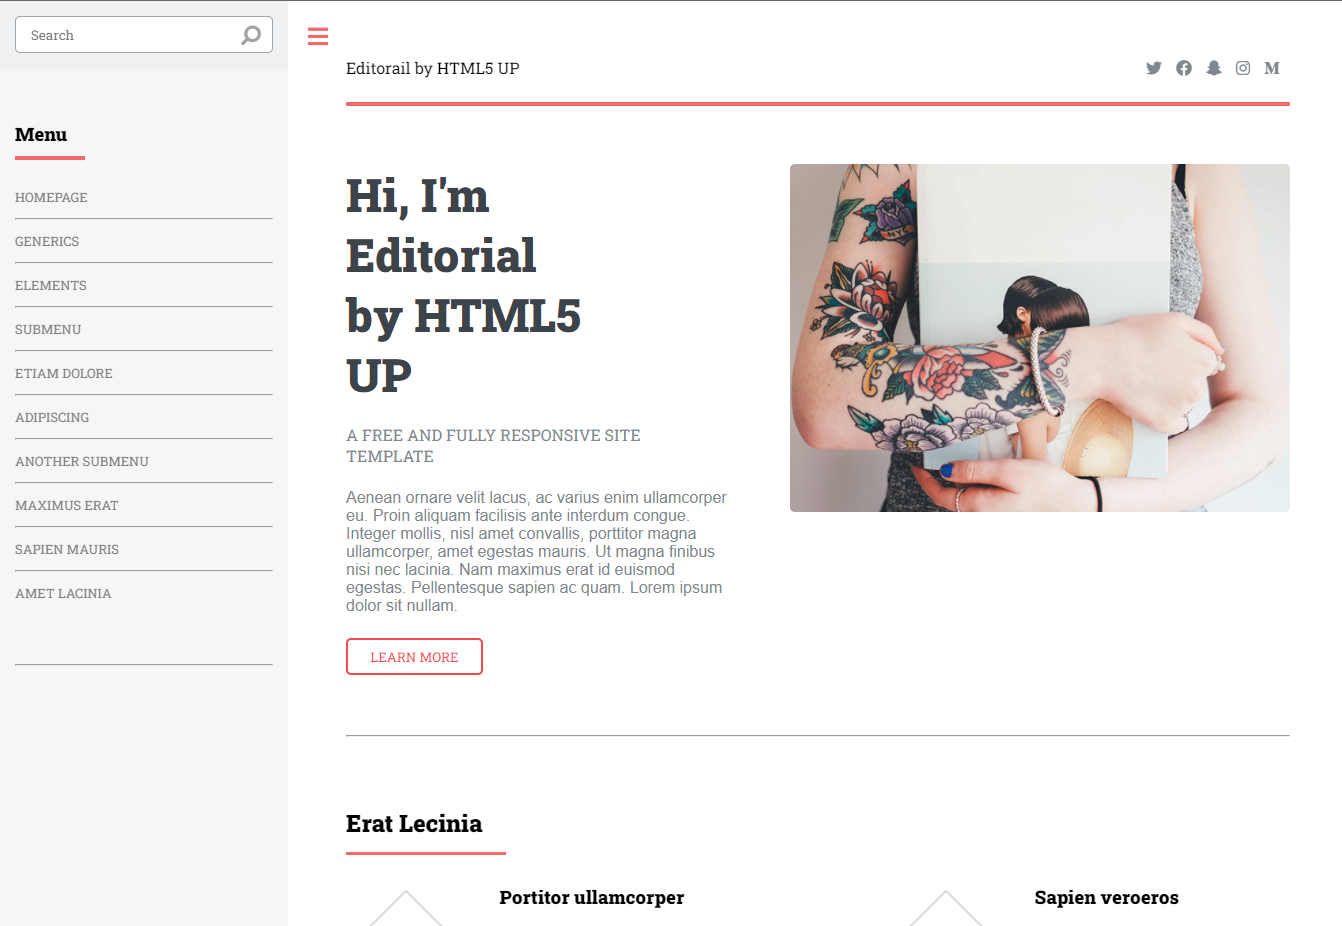 Search
Editorail by HTML5 UP
M
Menu
HOMEPAGE
GENERICS
ELEMENTS
SUBMENU
ETIAM DOLORE
ADIPISCING
ANOTHER SUBMENU
MAXIMUS ERAT
SAPIEN MAURIS
AMET LACINIA
Hi, I'm
Editorial
by HTML5
UP
A FREE AND FULLY RESPONSIVE SITE
TEMPLATE
Aenean ornare velit lacus, ac varius enim ullamcorper
eu. Proin aliquam facilisis ante interdum congue.
Integer mollis, nisl amet convallis, porttitor magna
ullamcorper, amet egestas mauris. Ut magna finibus
nisi nec lacinia. Nam maximus erat id euismod
egestas. Pellentesque sapien ac quam. Lorem ipsum
dolor sit nullam.
LEARN MORE
NYC
Erat Lecinia
Portitor ullamcorper
Sapien veroeros